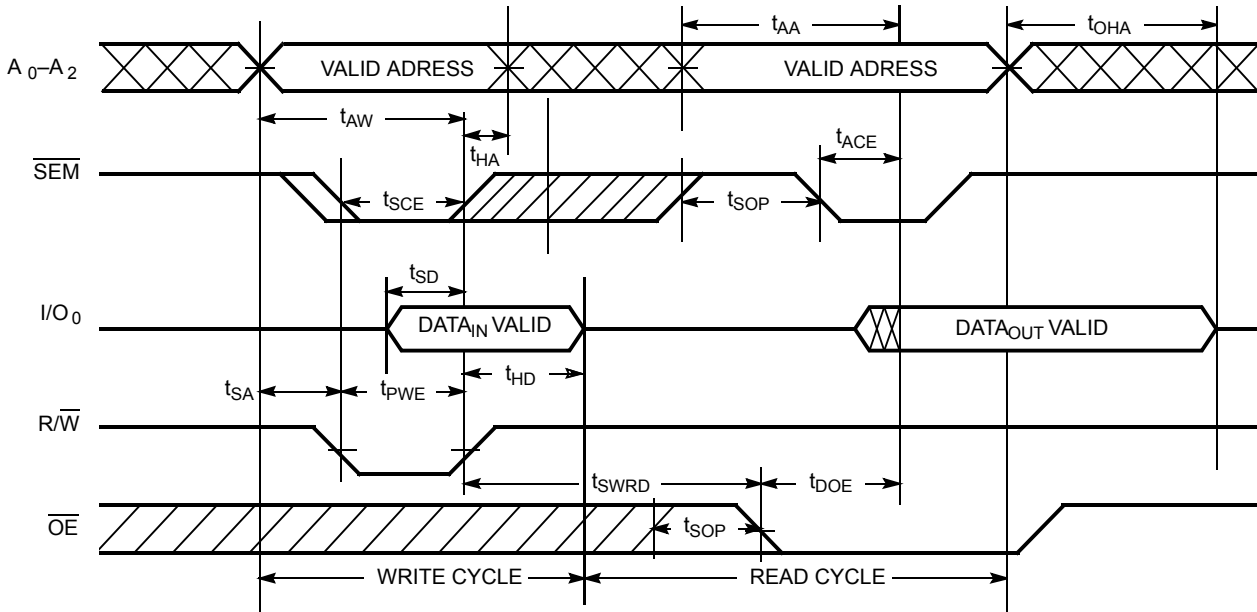 tAA
tOHA
A0–A2
VALID ADRESS
VALID ADRESS
tAW
tHA
tACE
SEM
tSCE
tSOP
tSD
I/O0
DATAIN VALID
DATAOUT VALID
tSA
tPWE
tHD
R/W
tSWRD
tDOE
OE
tSOP
WRITE CYCLE
READ CYCLE